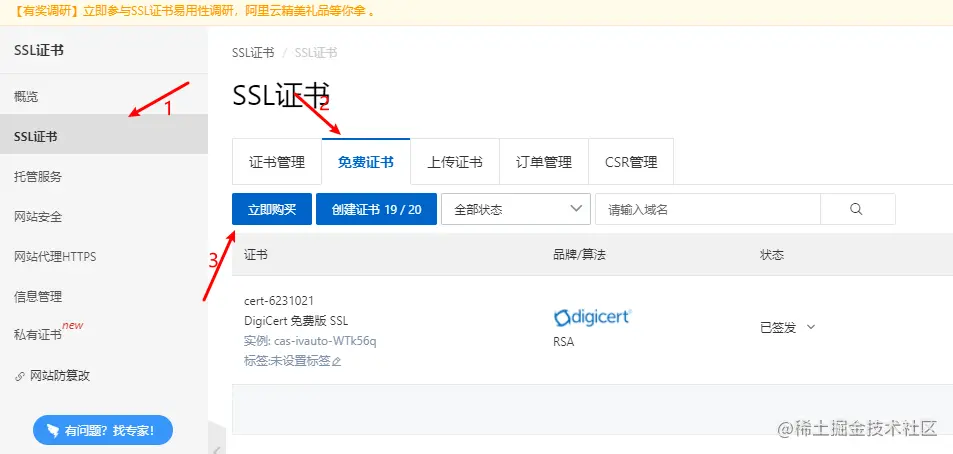 【有奖调研】立即参与SSL证书易用性调研，阿里云精美礼品等你拿 。
SSL证书
概览
SSL证书
托管服务
网站安全
网站代理HTTPS
信息管理
私有证书 new
网站防篡改
有问题？找专家！
SSL证书 / SSL证书
SSL证书
1
2
3
证书管理 免费证书 上传证书 订单管理 CSR管理
立即购买 创建证书 19 / 20 全部状态 请输入域名
证书 品牌/算法 状态
cert-6231021
DigiCert 免费版 SSL
实例: cas-ivauto-WTk56q
标签:未设置标签
digicert
RSA
已签发
@稀土掘金技术社区